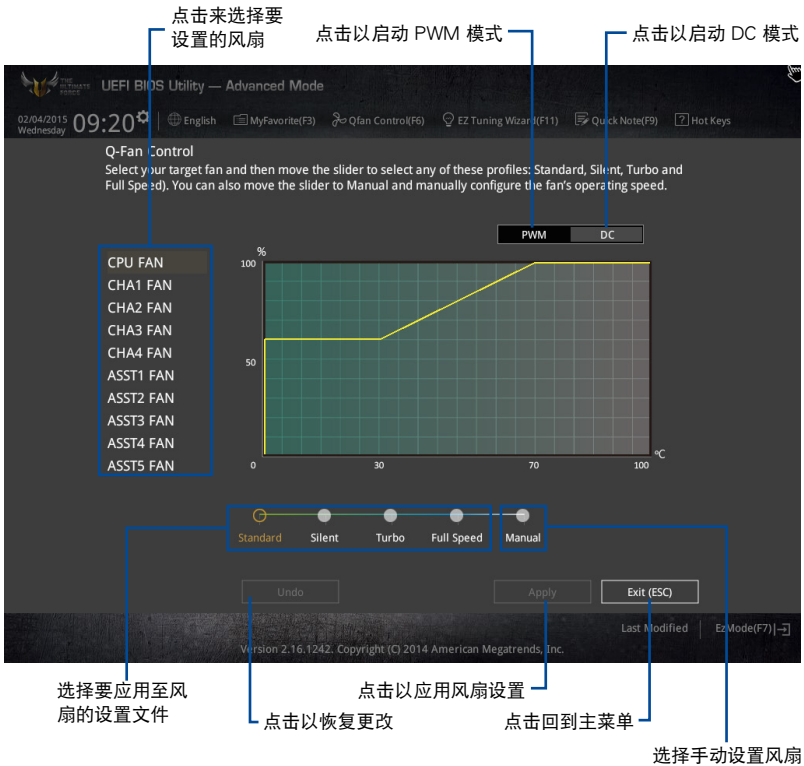 点击来选择要
设置的风扇
点击以启动 PWM 模式
点击以启动 DC 模式
THE
ULTIMATE
FORCE
UEFI BIOS Utility — Advanced Mode
02/04/2015
Wednesday
09:20
English
MyFavorite(F3)
Qfan Control(F6)
EZ Tuning Wizard(F11)
Quick Note(F9)
? Hot Keys
Q-Fan Control
Select your target fan and then move the slider to select any of these profiles: Standard, Silent, Turbo and
Full Speed). You can also move the slider to Manual and manually configure the fan's operating speed.
PWM
DC
CPU FAN
CHA1 FAN
CHA2 FAN
CHA3 FAN
CHA4 FAN
ASST1 FAN
ASST2 FAN
ASST3 FAN
ASST4 FAN
ASST5 FAN
%
100
50
0
30
70
100
°C
Standard
Silent
Turbo
Full Speed
Manual
Undo
Apply
Exit (ESC)
Last Modified
EzMode(F7)
Version 2.16.1242. Copyright (C) 2014 American Megatrends, Inc.
选择要应用至风
扇的设置文件
点击以恢复更改
点击以应用风扇设置
点击回到主菜单
选择手动设置风扇